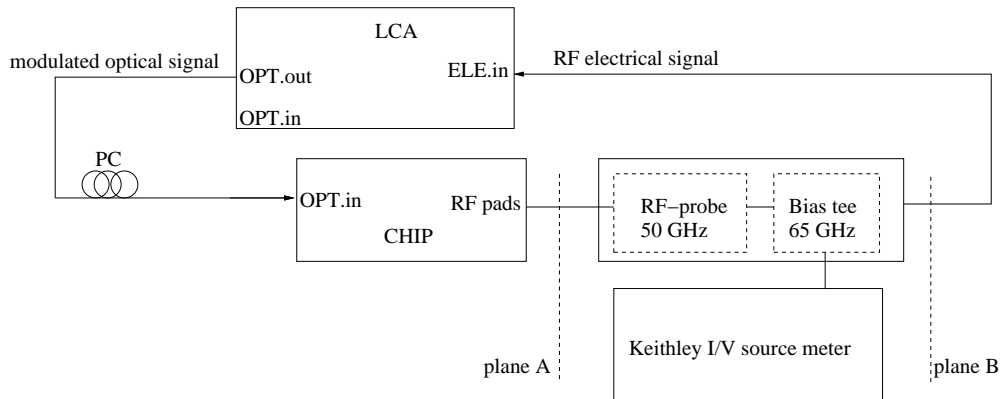 LCA
modulated optical signal
OPT.out
ELE.in
RF electrical signal
OPT.in
PC
OPT.in
RF pads
CHIP
RF−probe
50 GHz
Bias tee
65 GHz
Keithley I/V source meter
plane A
plane B